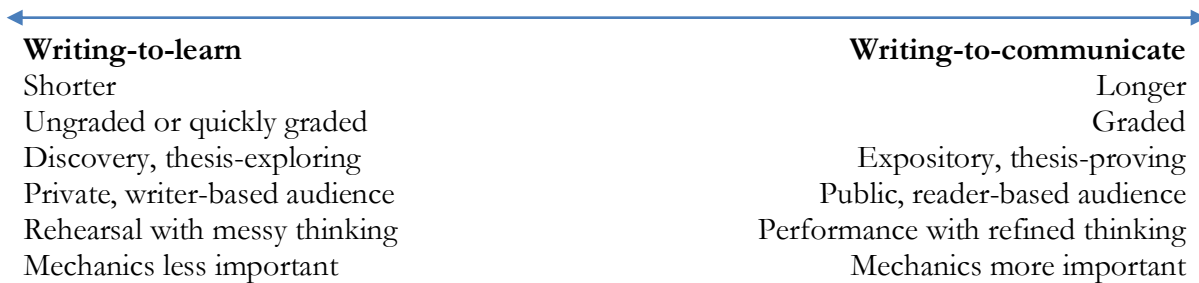 Writing-to-learn Writing-to-communicate
Shorter Longer
Ungraded or quickly graded Graded
Discovery, thesis-exploring Expository, thesis-proving
Private, writer-based audience Public, reader-based audience
Rehearsal with messy thinking Performance with refined thinking
Mechanics less important Mechanics more important